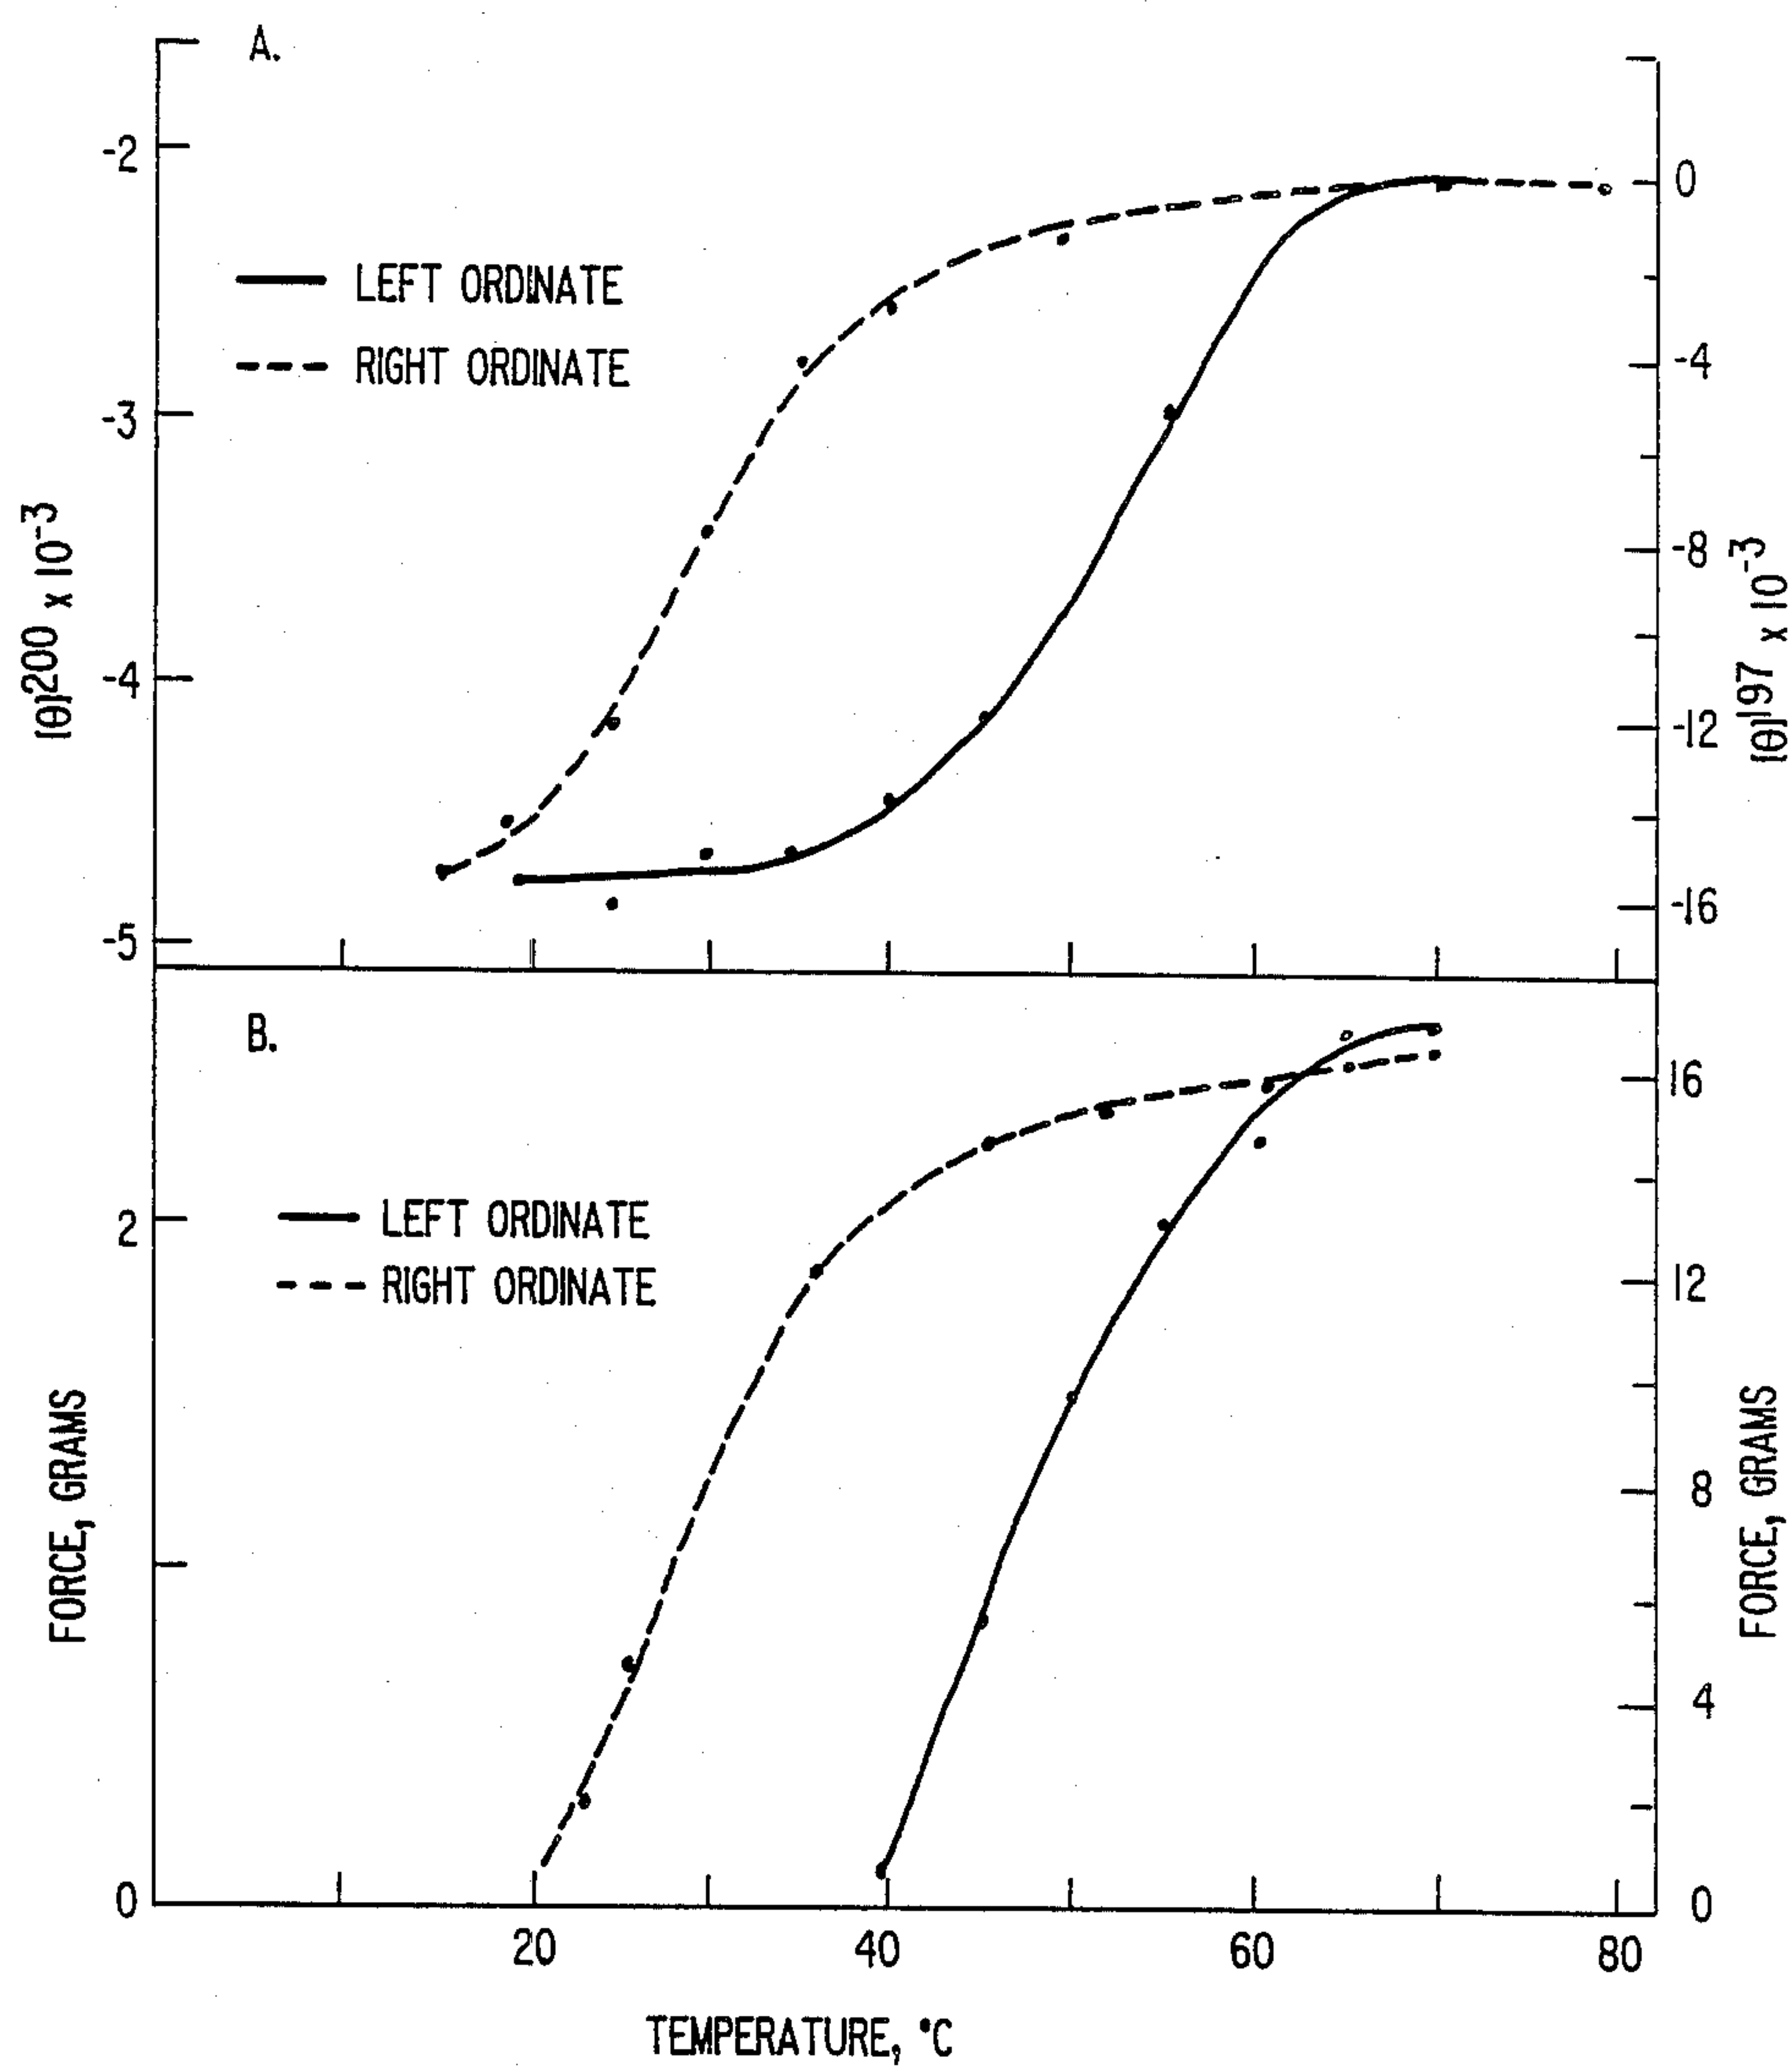 A.
-2
-3
-4
-5
[θ]200 x 10-3
LEFT ORDINATE
RIGHT ORDINATE
0
-4
-8
-12
-16
[θ]197 x 10-3
B.
2
0
FORCE, GRAMS
LEFT ORDINATE
RIGHT ORDINATE
16
12
8
4
0
FORCE, GRAMS
20 40 60 80
TEMPERATURE, °C